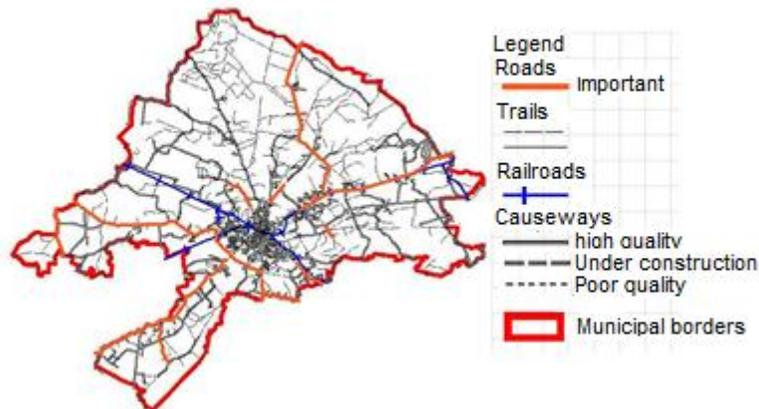 Legend
Roads
Important
Trails
Railroads
Causeways
high quality
Under construction
Poor quality
Municipal borders